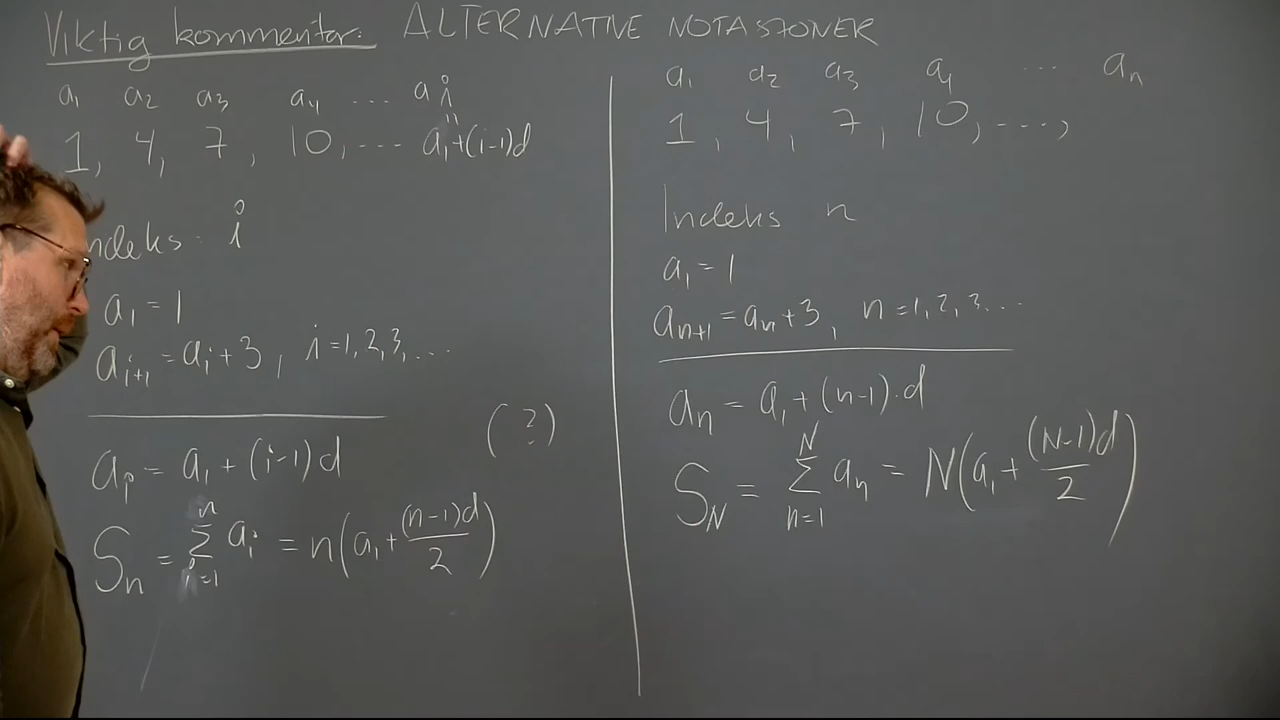 Viktig kommentar: ALTERNATIVE NOTASJONER
a₁ a₂ a₃ a₄ ... aᵢ
"
1, 4, 7, 10, ... a₁+(i-1)d
ndeks: i
a₁ = 1
aᵢ₊₁ = aᵢ + 3, i = 1, 2, 3, ...
(?)
aᵢ = a₁ + (i-1)d
Sₙ = ∑ᵢ₌₁ⁿ aᵢ = n(a₁ + (n-1)d/2)
a₁ a₂ a₃ a₄ ... aₙ
1, 4, 7, 10, ...,
Indeks n
a₁ = 1
aₙ₊₁ = aₙ + 3, n = 1, 2, 3, ...
aₙ = a₁ + (n-1)·d
S_N = ∑ₙ₌₁ᴺ aₙ = N(a₁ + (N-1)d/2)